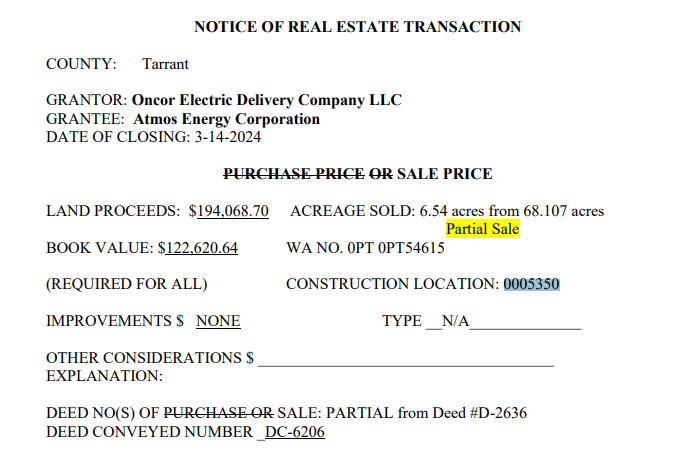 NOTICE OF REAL ESTATE TRANSACTION
COUNTY: Tarrant
GRANTOR: Oncor Electric Delivery Company LLC
GRANTEE: Atmos Energy Corporation
DATE OF CLOSING: 3-14-2024
PURCHASE PRICE OR SALE PRICE
LAND PROCEEDS: $194,068.70 ACREAGE SOLD: 6.54 acres from 68.107 acres
Partial Sale
BOOK VALUE: $122,620.64 WA NO. 0PT 0PT54615
(REQUIRED FOR ALL) CONSTRUCTION LOCATION: 0005350
IMPROVEMENTS $ NONE TYPE __N/A______________
OTHER CONSIDERATIONS $ ______________________________________
EXPLANATION:
DEED NO(S) OF PURCHASE OR SALE: PARTIAL from Deed #D-2636
DEED CONVEYED NUMBER _DC-6206